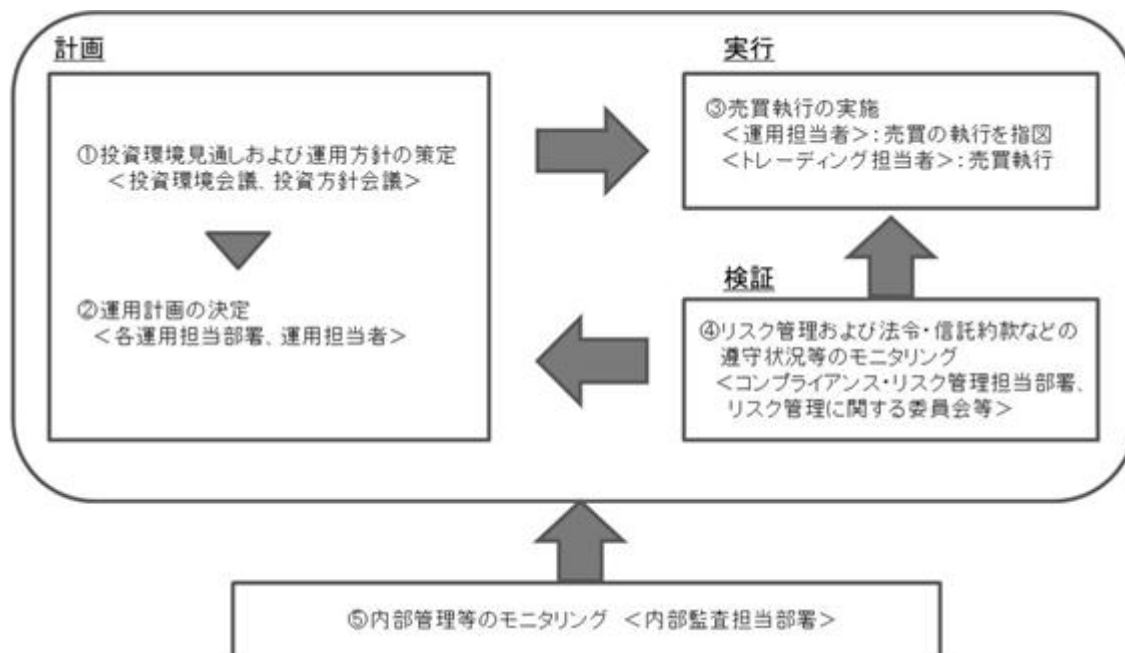 計画
①投資環境見通しおよび運用方針の策定
＜投資環境会議、投資方針会議＞
②運用計画の決定
＜各運用担当部署、運用担当者＞
実行
③売買執行の実施
＜運用担当者＞：売買の執行を指図
＜トレーディング担当者＞：売買執行
検証
④リスク管理および法令・信託約款などの
遵守状況等のモニタリング
＜コンプライアンス・リスク管理担当部署、
リスク管理に関する委員会等＞
⑤内部管理等のモニタリング ＜内部監査担当部署＞